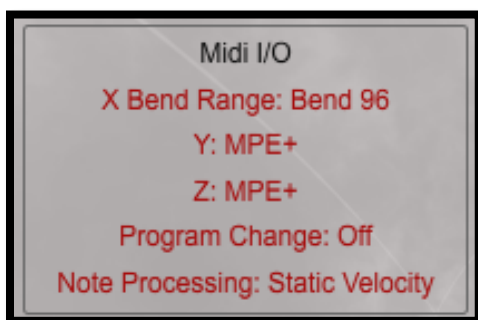 Midi I/O
X Bend Range: Bend 96
Y: MPE+
Z: MPE+
Program Change: Off
Note Processing: Static Velocity